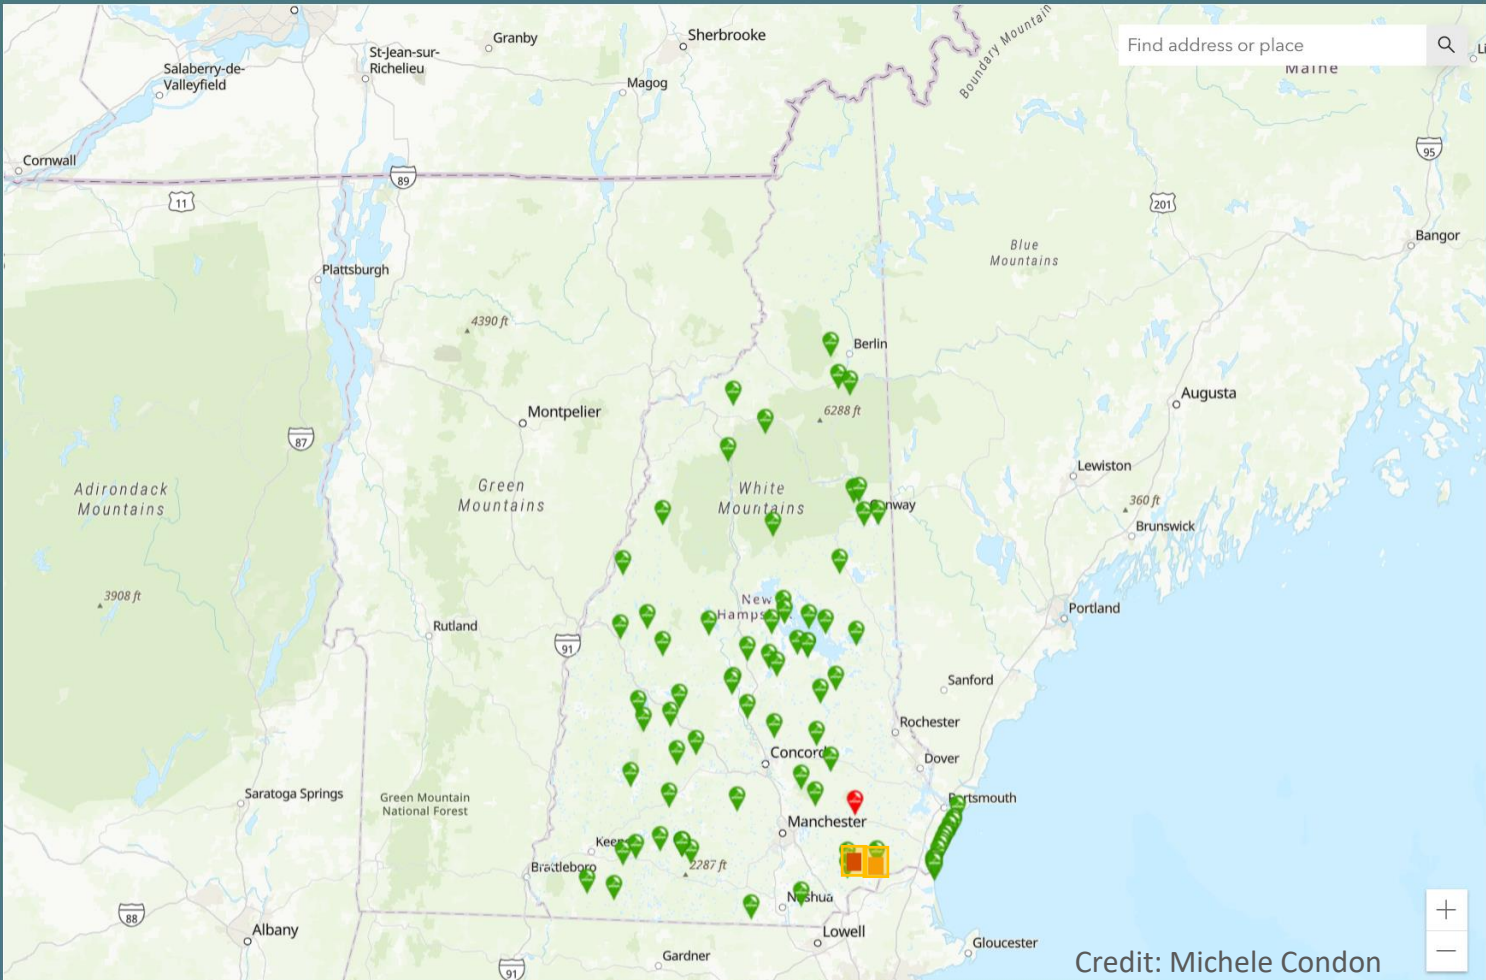 Granby
Sherbrooke
St-Jean-sur-
Richelieu
Boundary Mountain
Find address or place
Maine
Salaberry-de-
Valleyfield
Magog
Cornwall
89
95
11
201
Bangor
Blue
Mountains
Plattsburgh
4390 ft
Berlin
Augusta
Montpelier
6288 ft
87
Lewiston
Adirondack
Mountains
Green
Mountains
White
Mountains
360 ft
Brunswick
3908 ft
New
Portland
Rutland
91
Sanford
Rochester
Concord
Dover
Saratoga Springs
Green Mountain
National Forest
Manchester
2287 ft
Brattleboro
88
Albany
Lowell
Gloucester
Gardner
91
Credit: Michele Condon